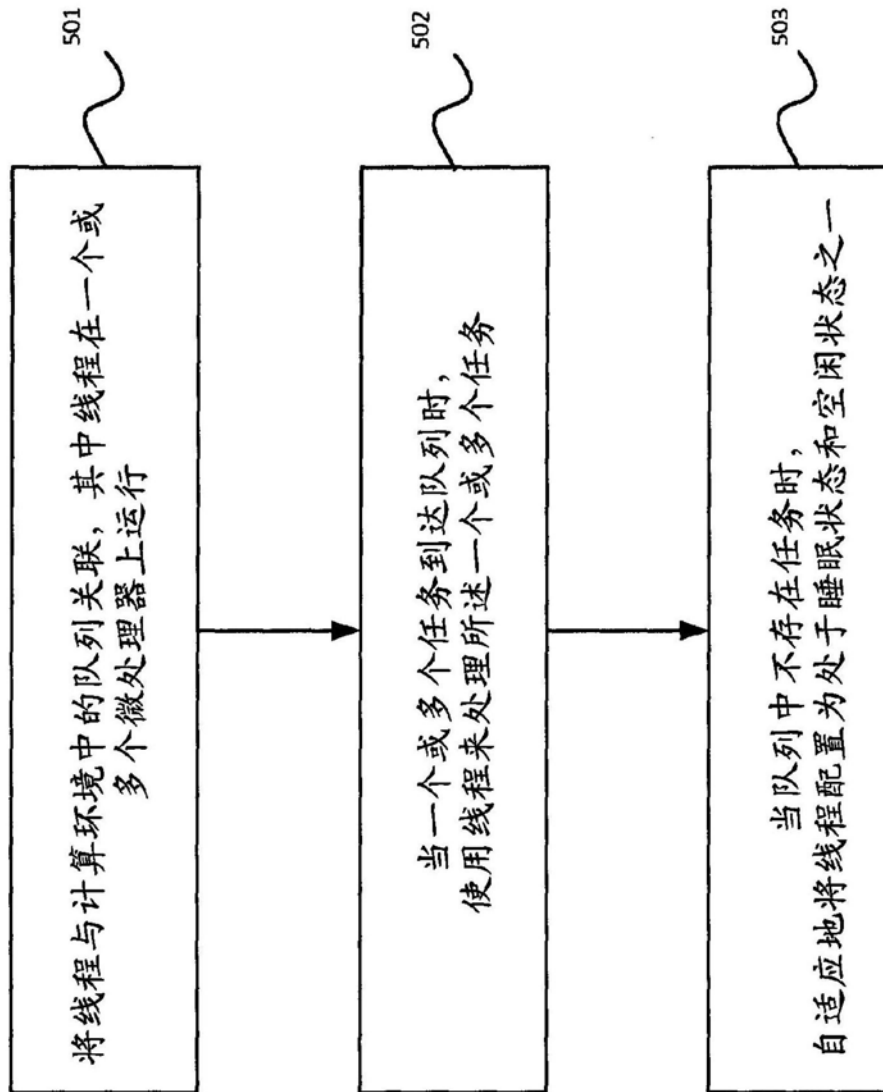 501
将线程与计算环境中的队列关联，其中线程在一个或
多个微处理器上运行
502
当一个或多个任务到达队列时，
使用线程来处理所述一个或多个任务
503
当队列中不存在任务时，
自适应地将线程配置为处于睡眠状态和空闲状态之一